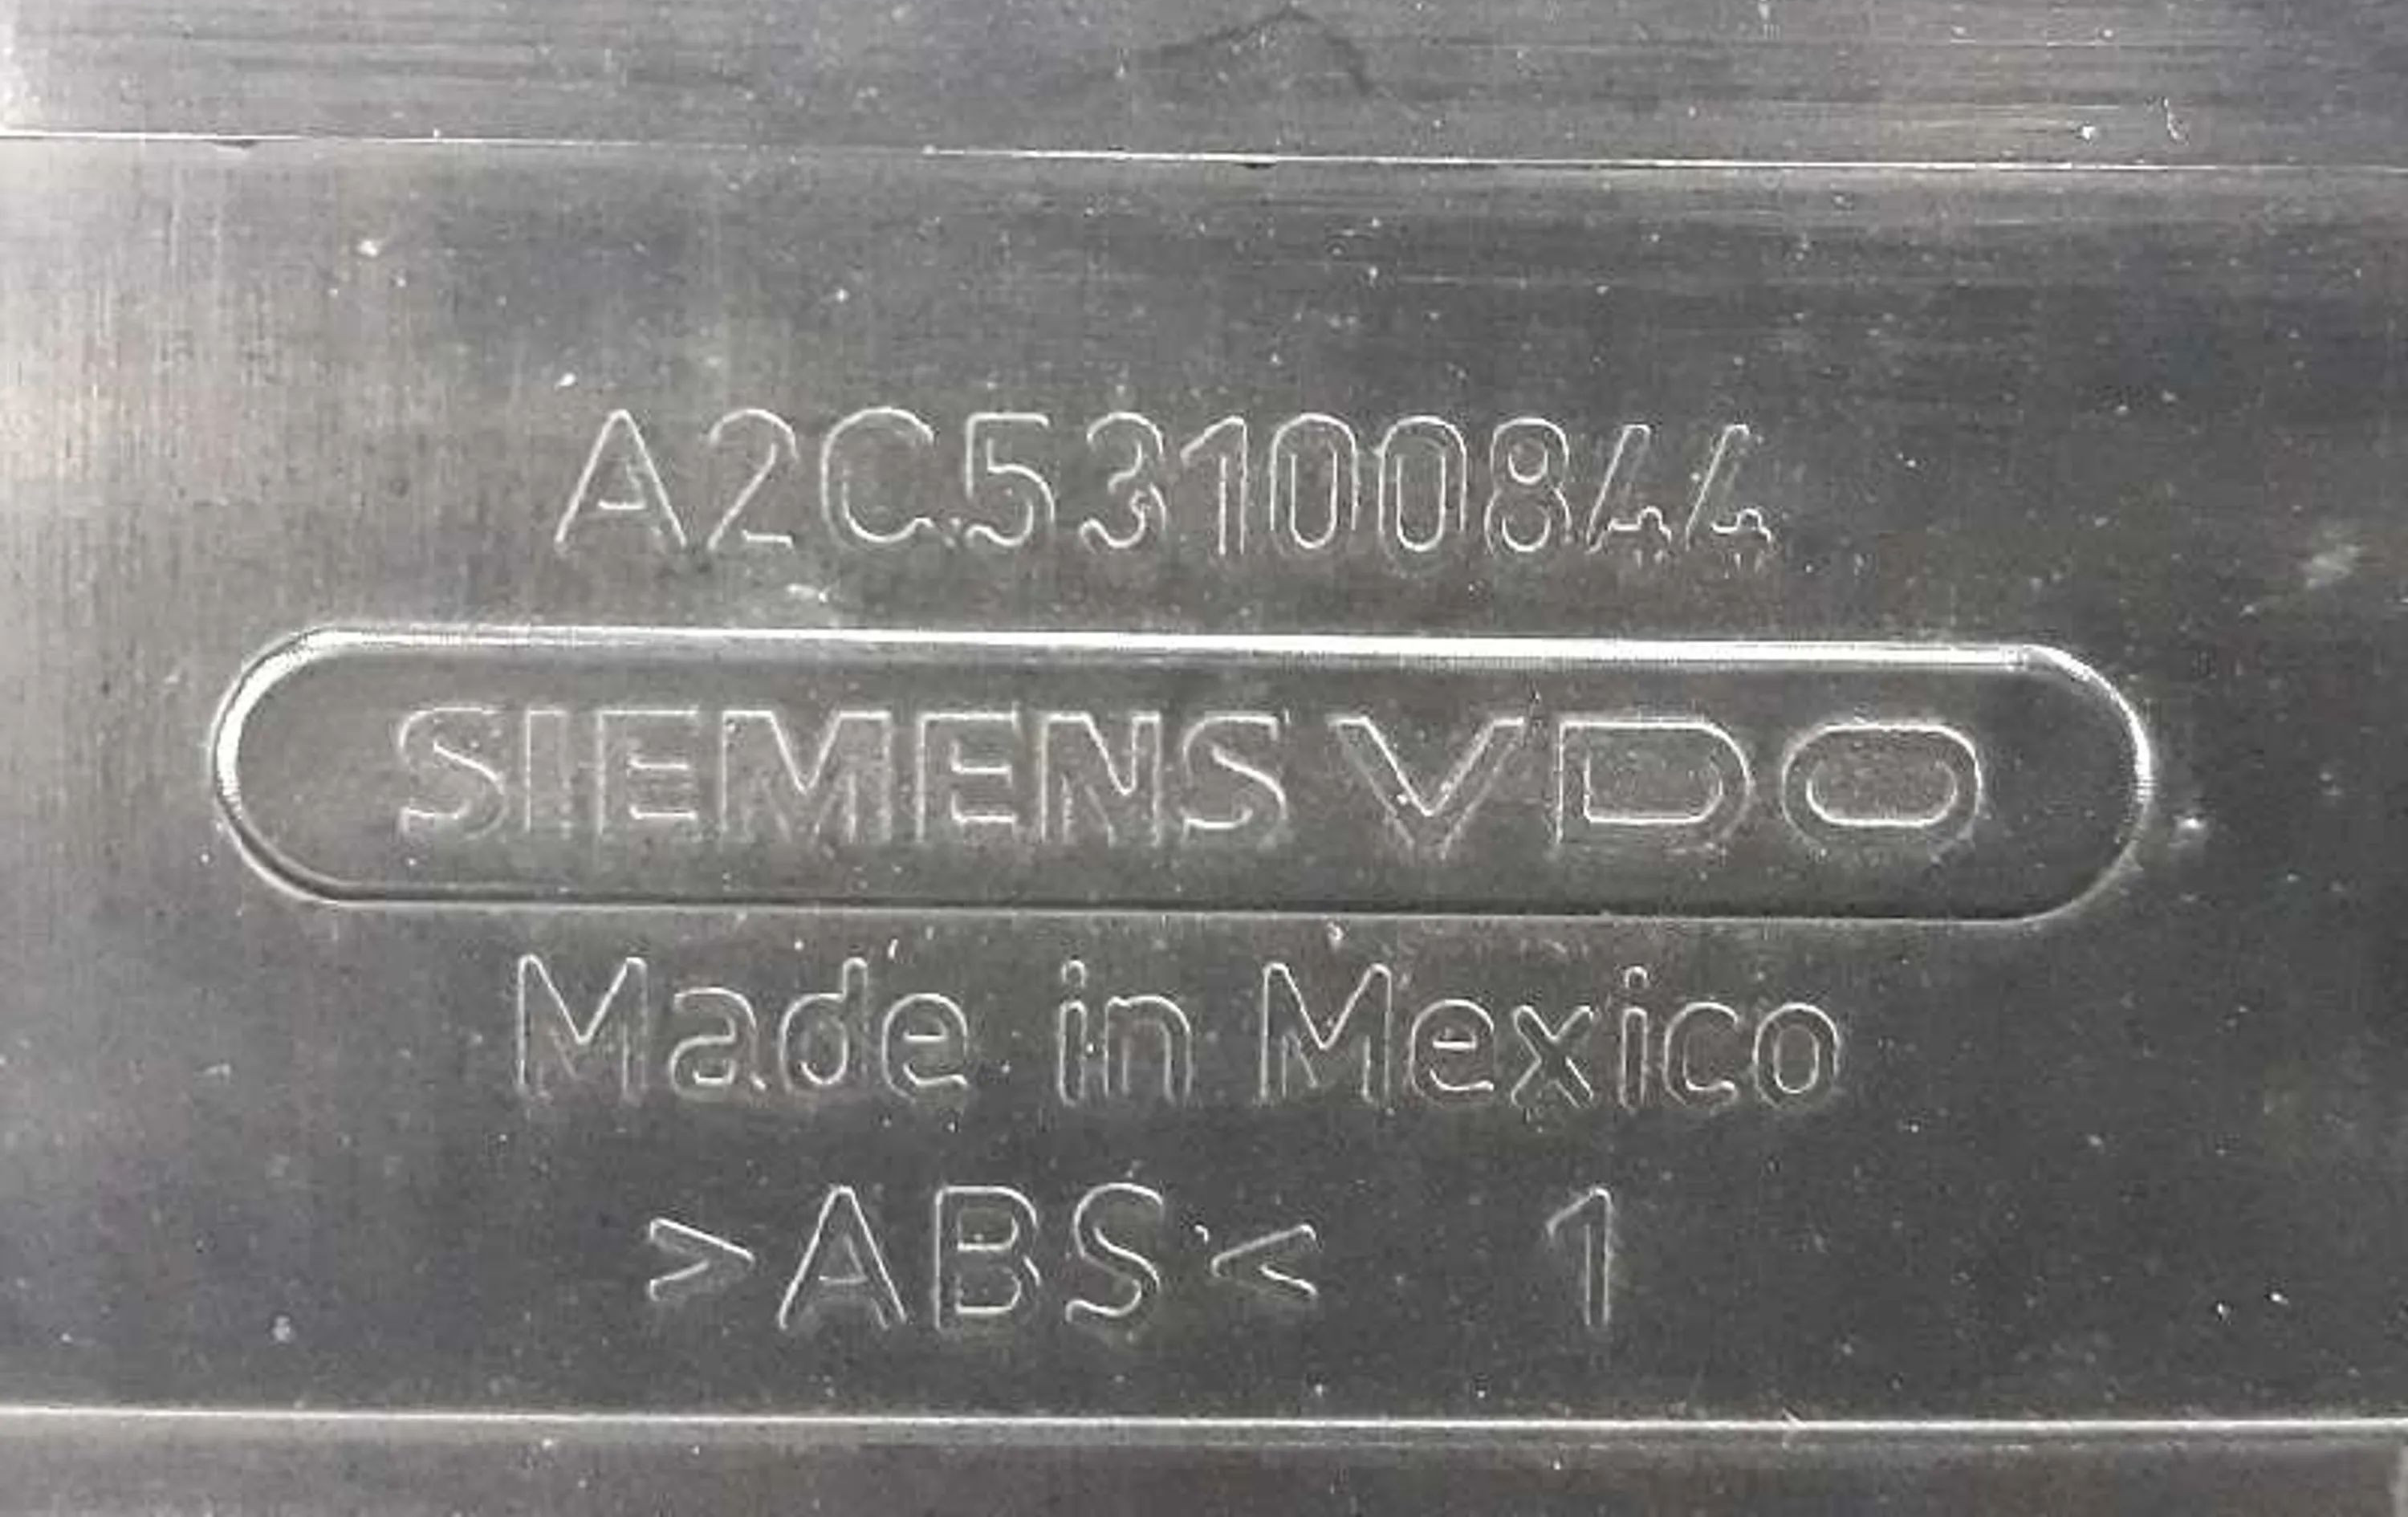 A2C53100844
SIEMENS VDO
Made in Mexico
>ABS< 1